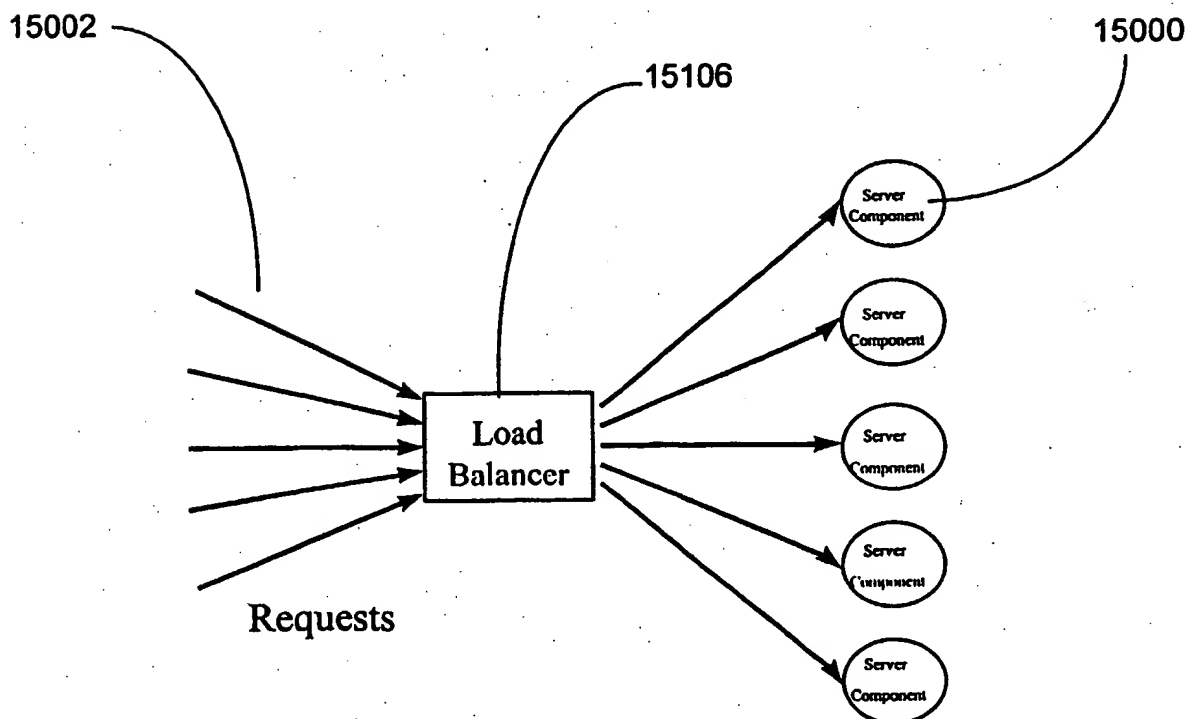 15002
15000
15106
Server
Component
Server
Component
Load
Balancer
Server
Component
Server
Component
Requests
Server
Component